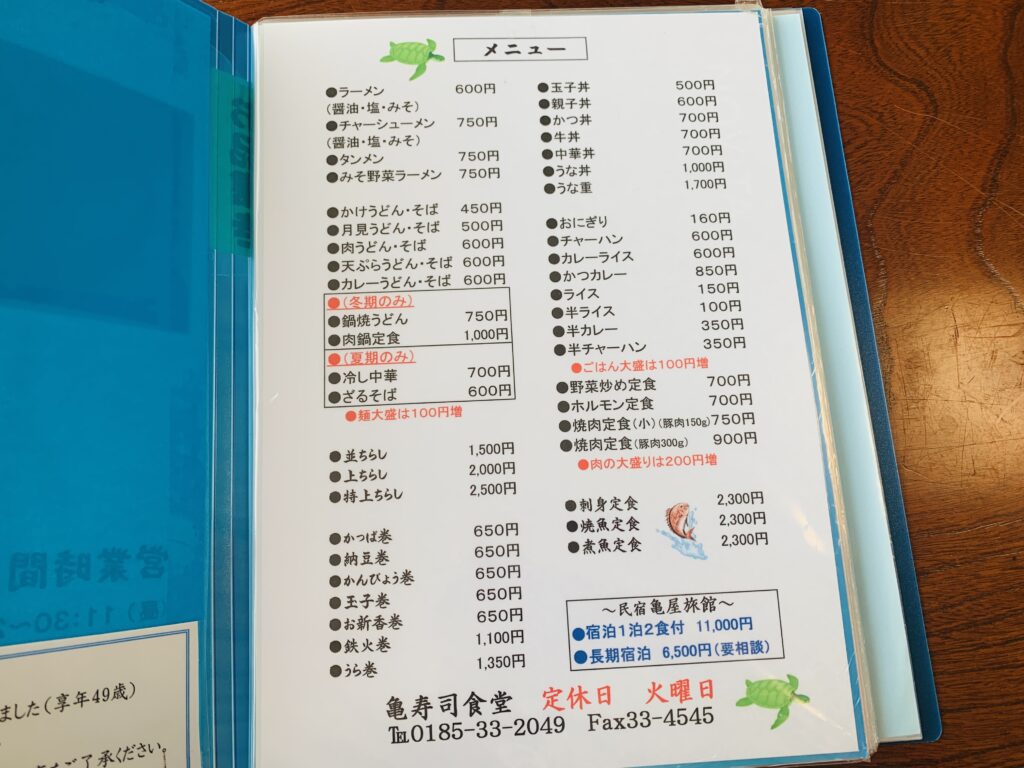 メニュー
●ラーメン 600円
(醤油・塩・みそ)
●チャーシューメン 750円
(醤油・塩・みそ)
●タンメン 750円
●みそ野菜ラーメン 750円
●かけうどん・そば 450円
●月見うどん・そば 500円
●肉うどん・そば 600円
●天ぷらうどん・そば 600円
●カレーうどん・そば 600円
●(冬期のみ)
●鍋焼うどん 750円
●肉鍋定食 1,000円
●(夏期のみ)
●冷し中華 700円
●ざるそば 600円
●麺大盛は100円増
●並ちらし 1,500円
●上ちらし 2,000円
●特上ちらし 2,500円
●かっぱ巻 650円
●納豆巻 650円
●かんぴょう巻 650円
●玉子巻 650円
●お新香巻 650円
●鉄火巻 1,100円
●うら巻 1,350円
●玉子丼 500円
●親子丼 600円
●かつ丼 700円
●牛丼 700円
●中華丼 700円
●うな丼 1,000円
●うな重 1,700円
●おにぎり 160円
●チャーハン 600円
●カレーライス 600円
●かつカレー 850円
●ライス 150円
●半ライス 100円
●半カレー 350円
●半チャーハン 350円
●ごはん大盛は100円増
●野菜炒め定食 700円
●ホルモン定食 700円
●焼肉定食(小)(豚肉150g) 750円
●焼肉定食(豚肉300g) 900円
●肉の大盛りは200円増
●刺身定食 2,300円
●焼魚定食 2,300円
●煮魚定食 2,300円
～民宿亀屋旅館～
●宿泊1泊2食付 11,000円
●長期宿泊 6,500円(要相談)
亀寿司食堂 定休日 火曜日
℡0185-33-2049 Fax33-4545
営業時間
(昼) 11:30～
ました(享年49歳)
ご了承ください。